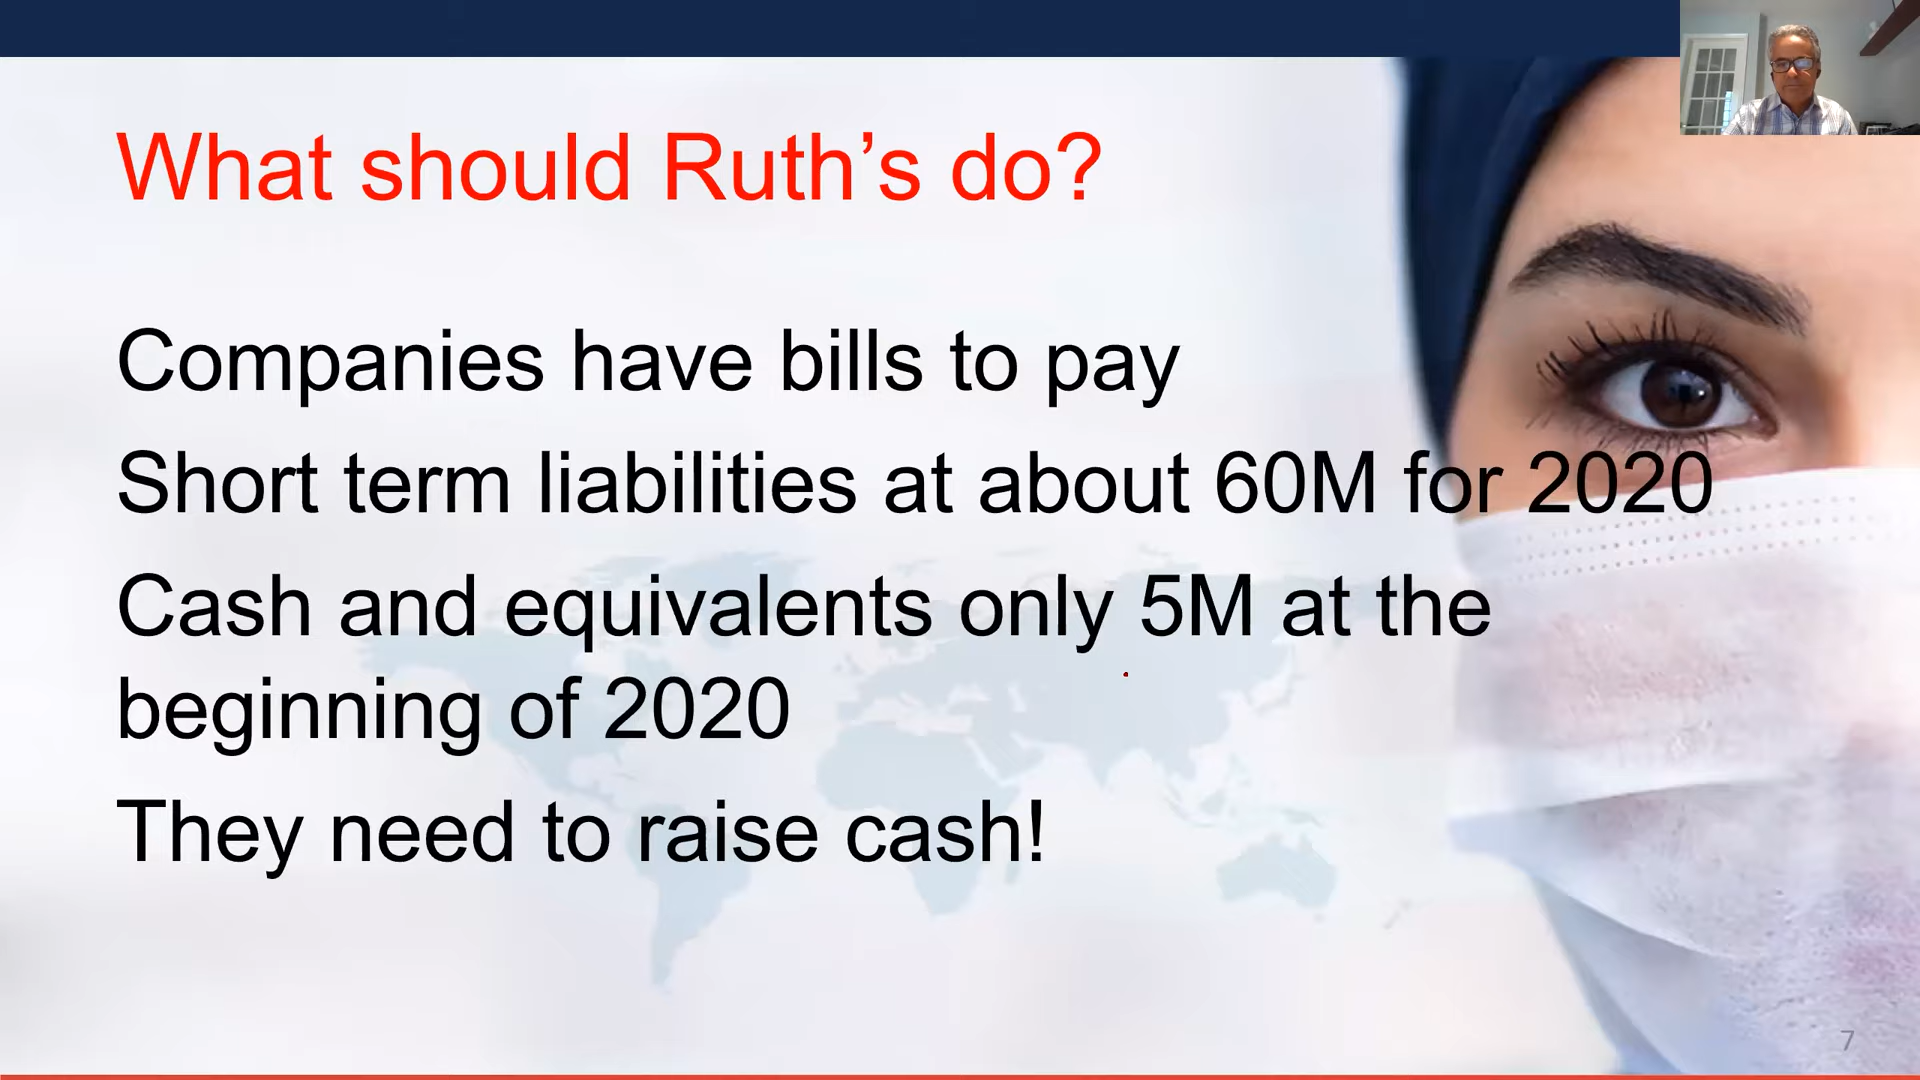 What should Ruth’s do?
Companies have bills to pay
Short term liabilities at about 60M for 2020
Cash and equivalents only 5M at the
beginning of 2020
They need to raise cash!
7